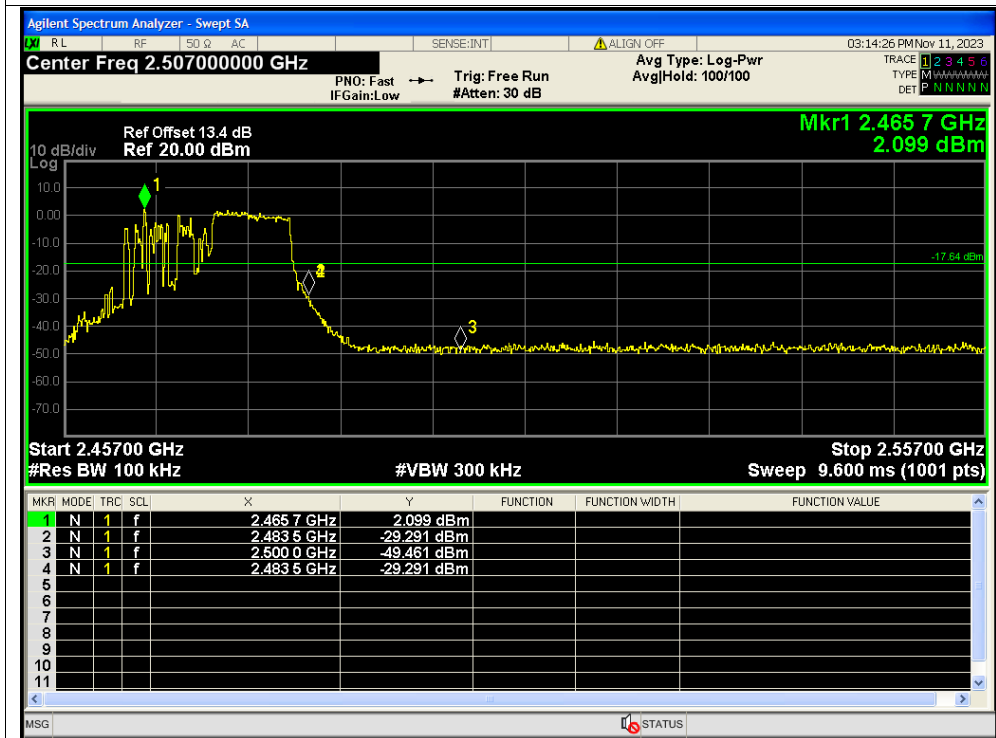 Agilent Spectrum Analyzer - Swept SA
LXI RL RF 50 Ω AC SENSE:INT ALIGN OFF 03:14:26 PM Nov 11, 2023
Center Freq 2.507000000 GHz
PNO: Fast
IFGain:Low
Trig: Free Run
#Atten: 30 dB
Avg Type: Log-Pwr
Avg|Hold: 100/100
TRACE 1 2 3 4 5 6
TYPE M
DET P N N N N N
Ref Offset 13.4 dB
10 dB/div Ref 20.00 dBm
Log
Mkr1 2.465 7 GHz
2.099 dBm
10.0
0.00
-10.0
-20.0
-30.0
-40.0
-50.0
-60.0
-70.0
1
2
3
-17.64 dBm
Start 2.45700 GHz Stop 2.55700 GHz
#Res BW 100 kHz #VBW 300 kHz Sweep 9.600 ms (1001 pts)
MKR MODE TRC SCL X Y FUNCTION FUNCTION WIDTH FUNCTION VALUE
1 N 1 f 2.465 7 GHz 2.099 dBm
2 N 1 f 2.483 5 GHz -29.291 dBm
3 N 1 f 2.500 0 GHz -49.461 dBm
4 N 1 f 2.483 5 GHz -29.291 dBm
5
6
7
8
9
10
11
MSG STATUS